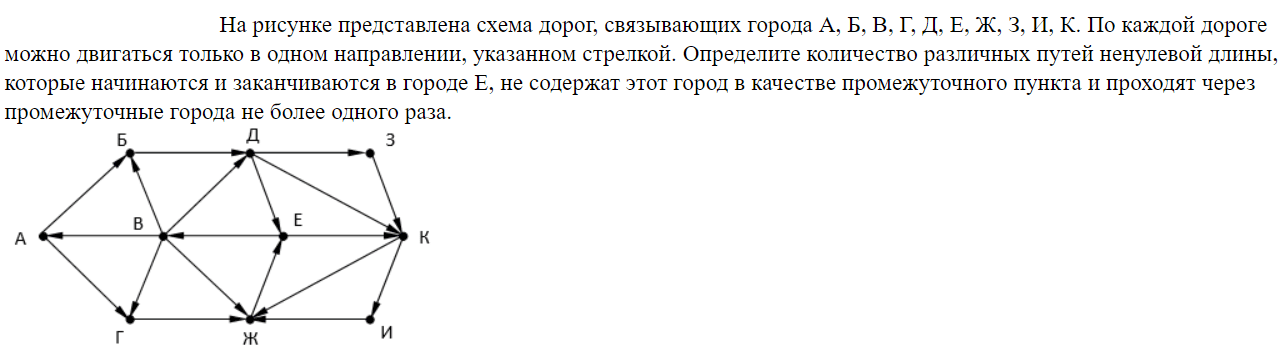 На рисунке представлена схема дорог, связывающих города А, Б, В, Г, Д, Е, Ж, З, И, К. По каждой дороге
можно двигаться только в одном направлении, указанном стрелкой. Определите количество различных путей ненулевой длины,
которые начинаются и заканчиваются в городе Е, не содержат этот город в качестве промежуточного пункта и проходят через
промежуточные города не более одного раза.
Б Д З
А В Е К
Г Ж И